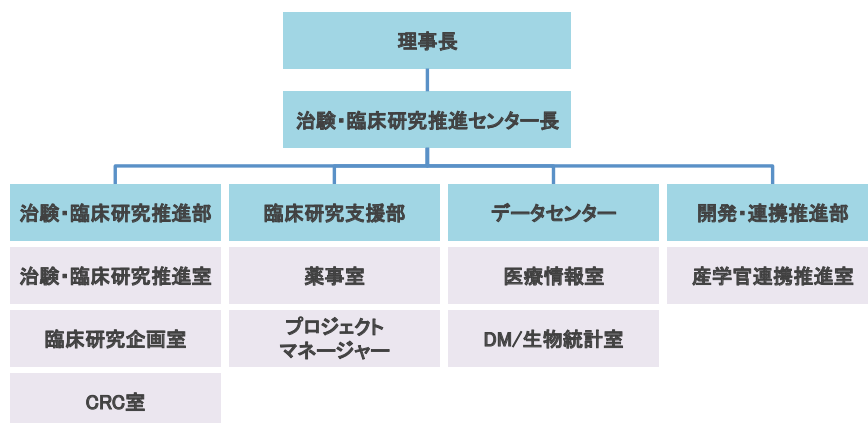 理事長
治験・臨床研究推進センター長
治験・臨床研究推進部
臨床研究支援部
データセンター
開発・連携推進部
治験・臨床研究推進室
薬事室
医療情報室
産学官連携推進室
臨床研究企画室
プロジェクト
マネージャー
DM/生物統計室
CRC室